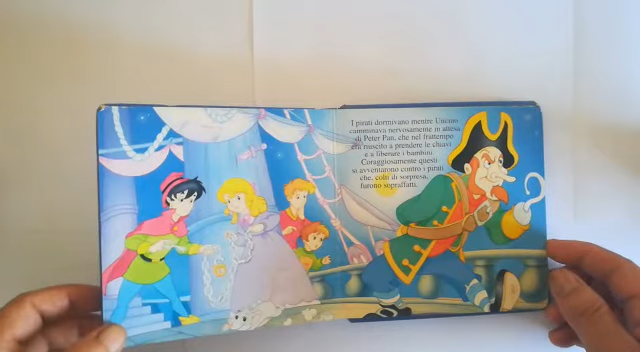 I pirati dormivano mentre Uncino
camminava nervosamente in attesa
di Peter Pan, che nel frattempo
era riuscito a prendere le chiavi
e a liberare i bambini.
Coraggiosamente questi
si avventarono contro i pirati
che, colti di sorpresa,
furono sopraffatti.